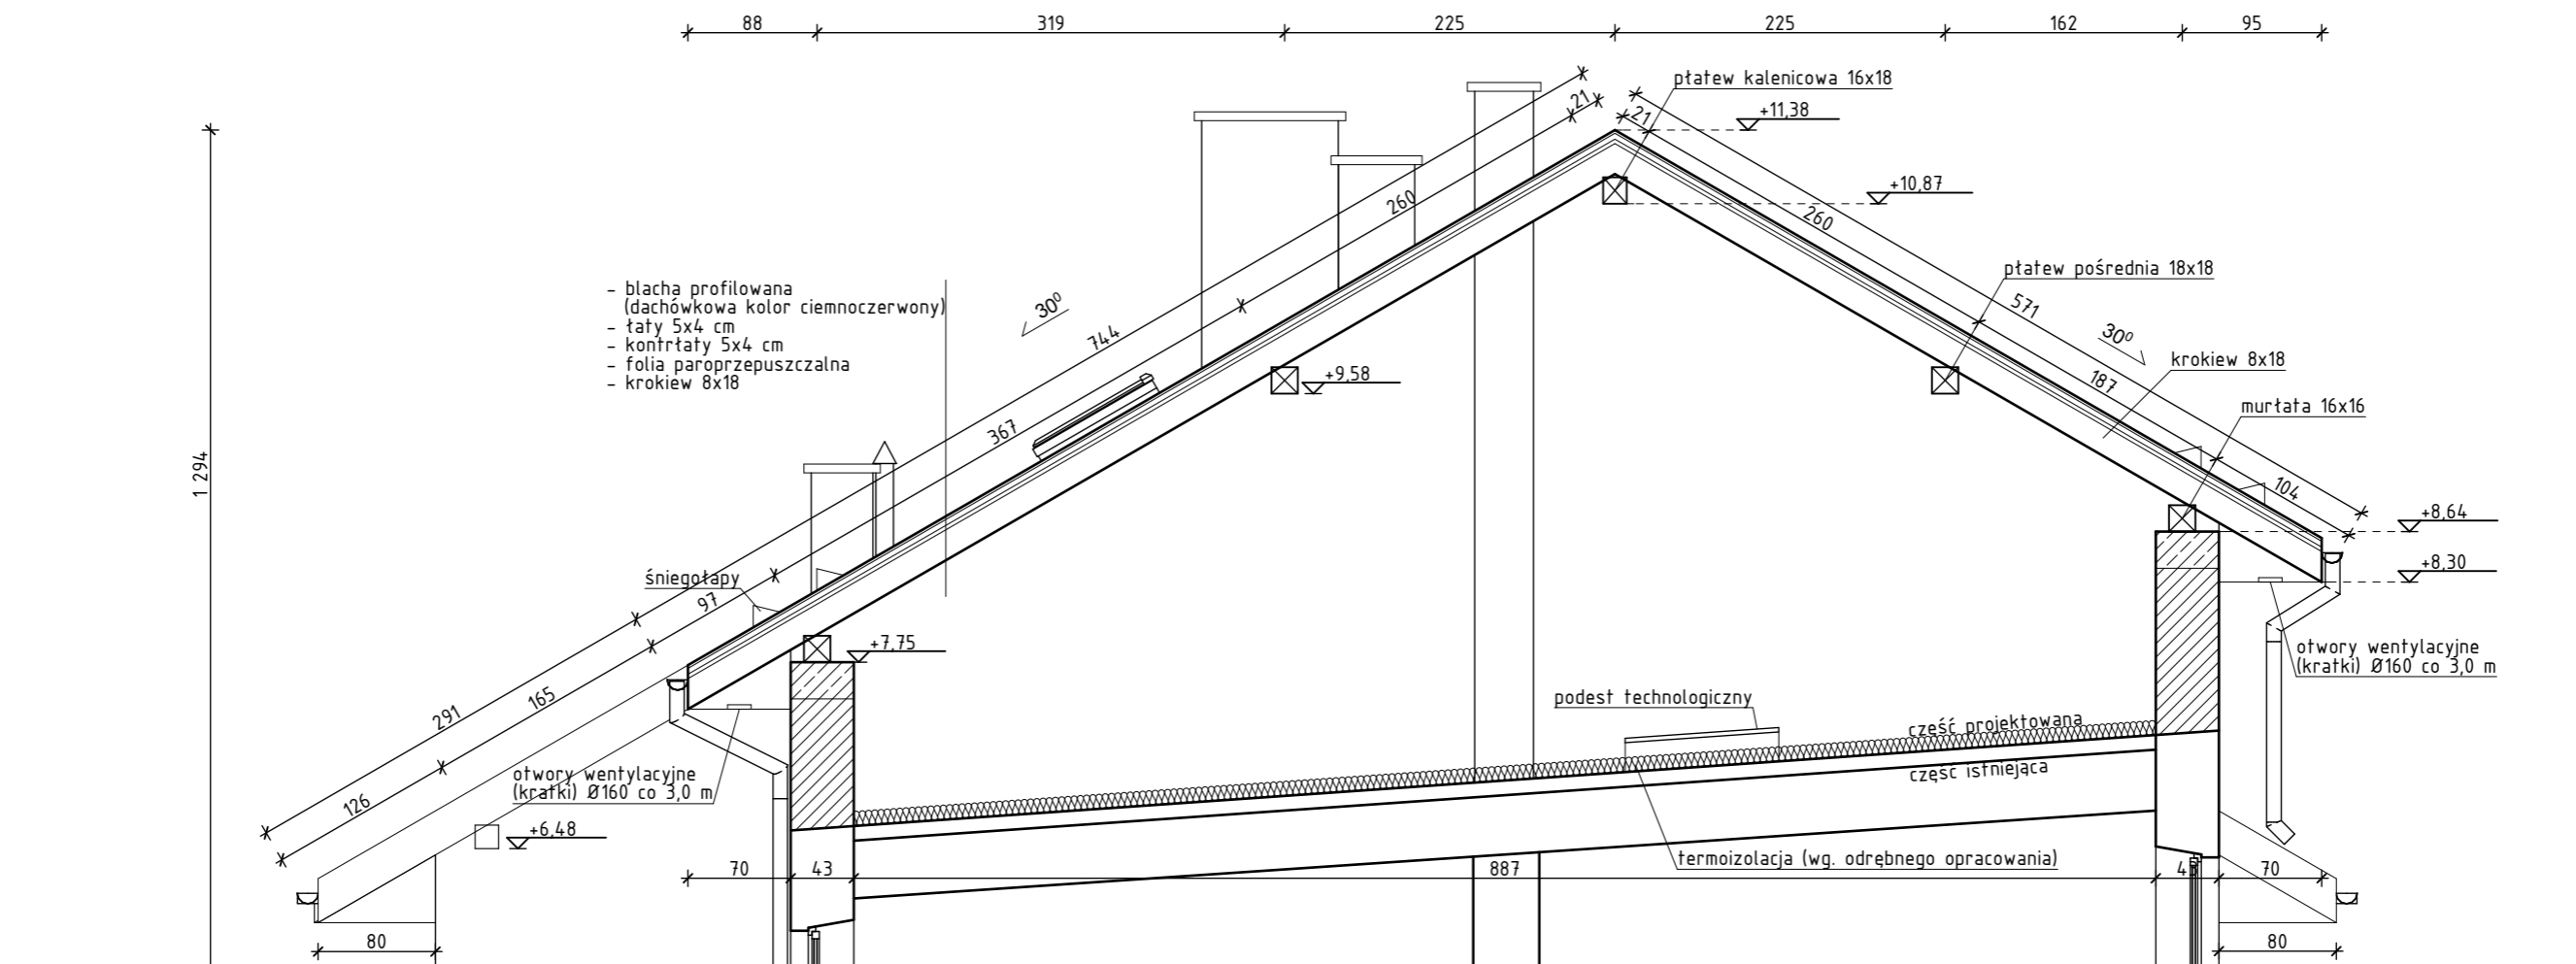 88
319
225
225
162
95
płatew kalenicowa 16x18
21
21
+11,38
+10,87
260
260
płatew pośrednia 18x18
– blacha profilowana
(dachówkowa kolor ciemnoczerwony)
– łaty 5x4 cm
– kontrłaty 5x4 cm
– folia paroprzepuszczalna
– krokiew 8x18
30⁰
744
571
30⁰
krokiew 8x18
+9,58
187
murłata 16x16
367
1 294
104
+8,64
+8,30
śniegołapy
97
+7,75
otwory wentylacyjne
(kratki) Ø160 co 3,0 m
291
165
podest technologiczny
część projektowana
część istniejąca
otwory wentylacyjne
(kratki) Ø160 co 3,0 m
126
+6,48
termoizolacja (wg. odrębnego opracowania)
70
43
887
70
80
80